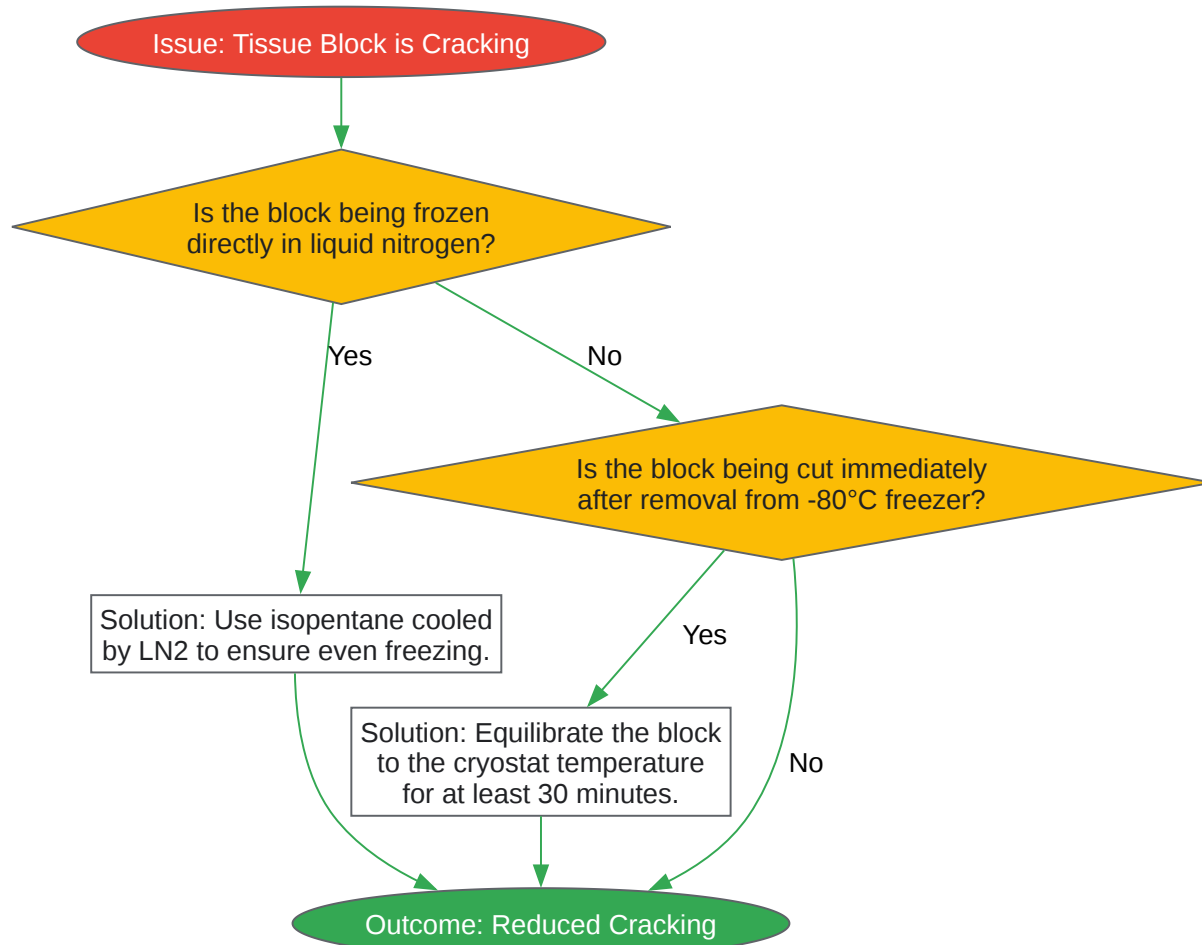 Issue: Tissue Block is Cracking
Is the block being frozen
directly in liquid nitrogen?
Yes
No
Is the block being cut immediately
after removal from -80°C freezer?
Solution: Use isopentane cooled
by LN2 to ensure even freezing.
Yes
Solution: Equilibrate the block
to the cryostat temperature
for at least 30 minutes.
No
Outcome: Reduced Cracking